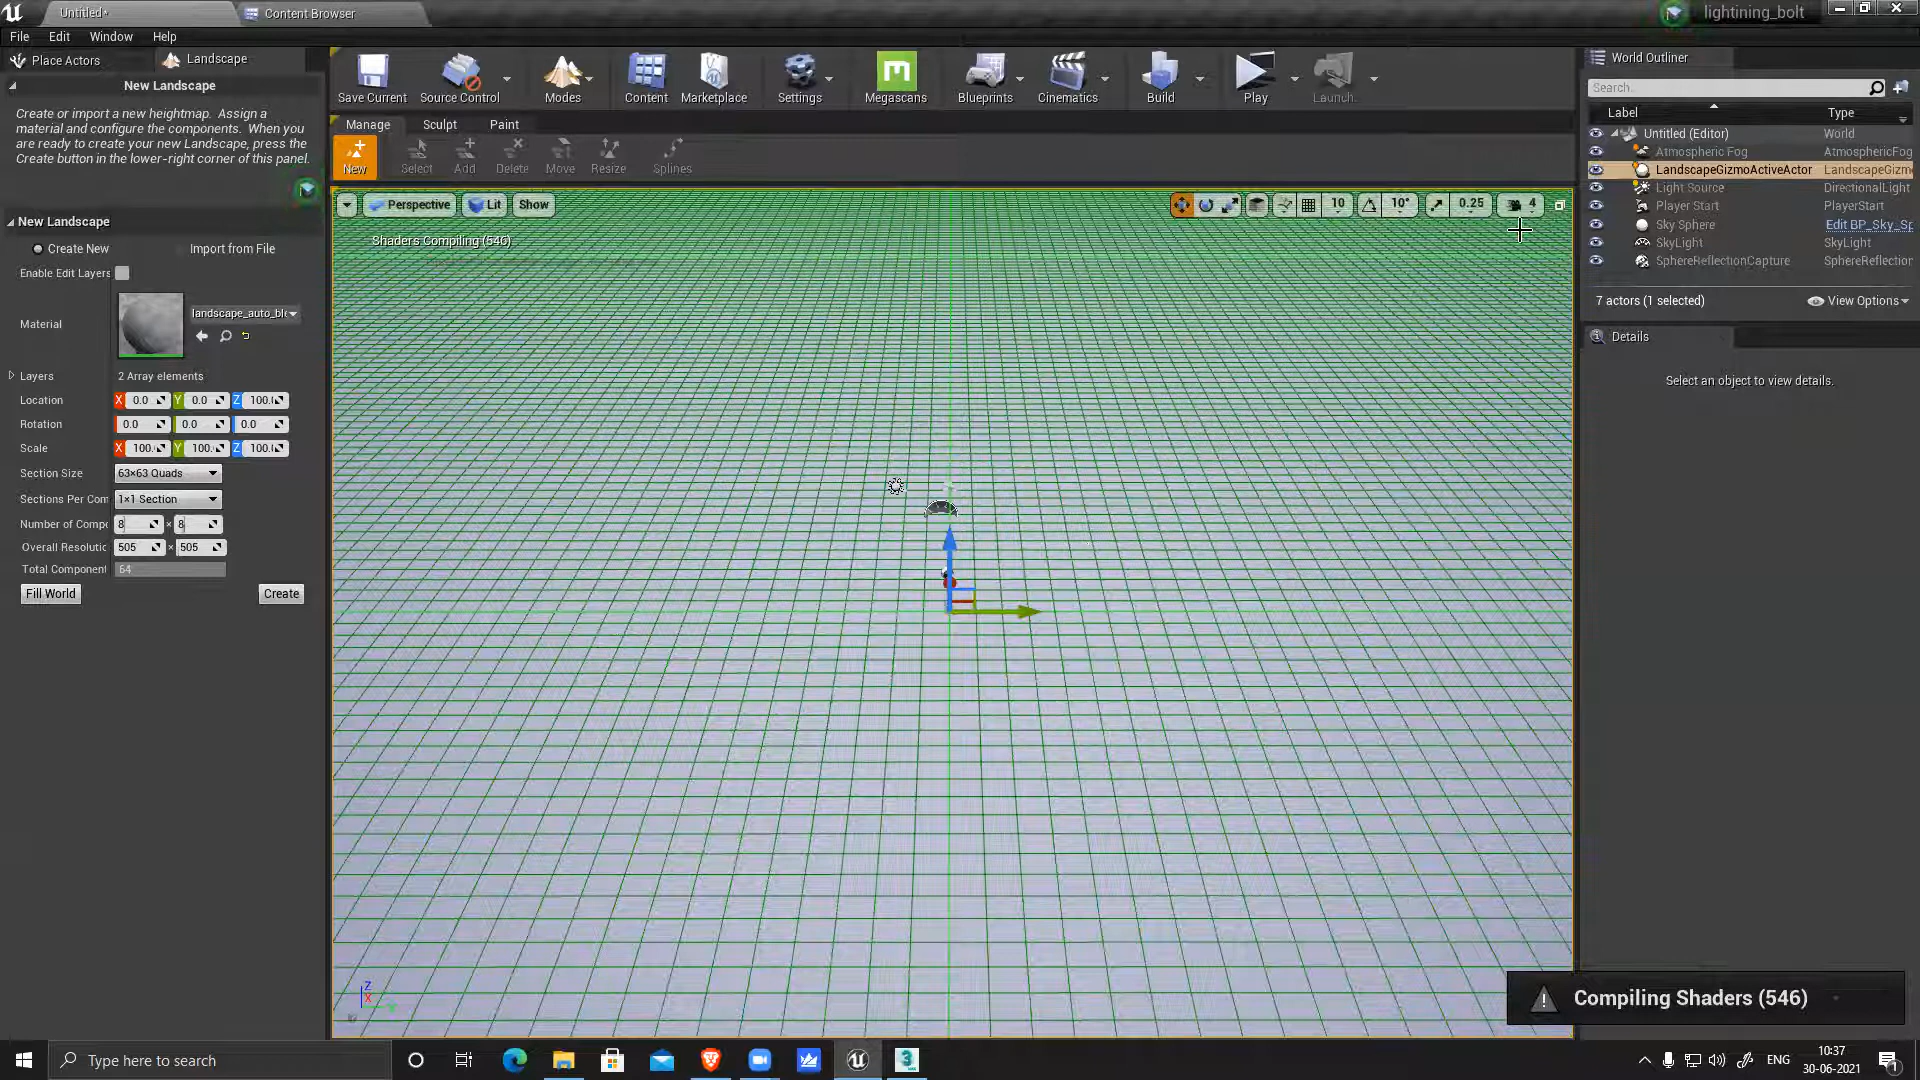 Untitled*
Content Browser
lightining_bolt
File Edit Window Help
Place Actors
Landscape
New Landscape
Create or import a new heightmap. Assign a
material and configure the components. When you
are ready to create your new Landscape, press the
Create button in the lower-right corner of this panel.
New Landscape
Create New
Import from File
Enable Edit Layers
Material
landscape_auto_ble
Layers
2 Array elements
Location X 0.0 Y 0.0 Z 100.
Rotation 0.0 0.0 0.0
Scale X 100. Y 100. Z 100.
Section Size 63×63 Quads
Sections Per Com 1×1 Section
Number of Compo 8 × 8
Overall Resolutic 505 × 505
Total Component 64
Fill World
Create
Save Current
Source Control
Modes
Content
Marketplace
Settings
Megascans
Blueprints
Cinematics
Build
Play
Launch
Manage Sculpt Paint
New
Select
Add
Delete
Move
Resize
Splines
Perspective
Lit
Show
10
10°
0.25
4
Shaders Compiling (546)
Z
X
World Outliner
Search...
Label
Type
Untitled (Editor) World
Atmospheric Fog AtmosphericFog
LandscapeGizmoActiveActor LandscapeGizm
Light Source DirectionalLight
Player Start PlayerStart
Sky Sphere Edit BP_Sky_Sp
SkyLight SkyLight
SphereReflectionCapture SphereReflection
7 actors (1 selected)
View Options
Details
Select an object to view details.
Compiling Shaders (546)
Type here to search
ENG
10:37
30-06-2021
1